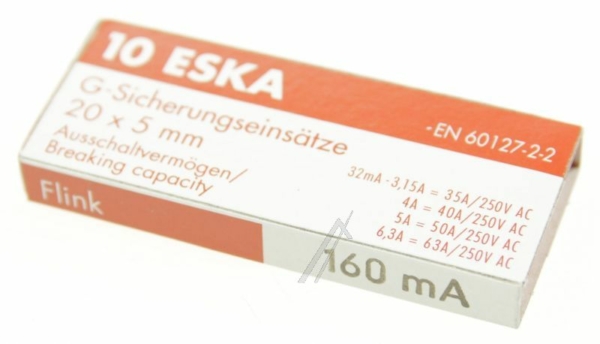 10 ESKA
G-Sicherungseinsätze
20 x 5 mm
-EN 60127-2-2
Ausschaltvermögen/
Breaking capacity
32mA -3,15A = 35A/250V AC
4A = 40A/250V AC
5A = 50A/250V AC
6,3A = 63A/250V AC
Flink
160 mA